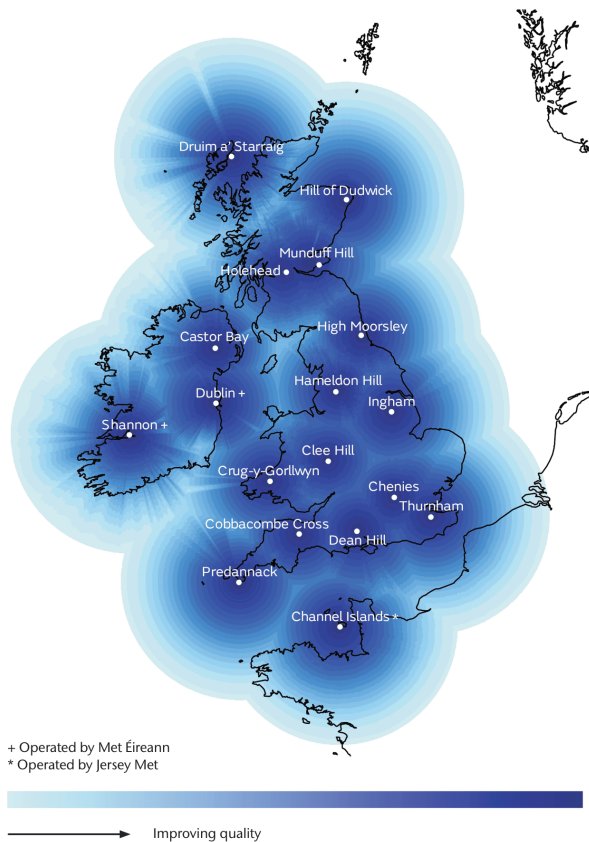 Druim a' Starraig
Hill of Dudwick
Munduff Hill
Holehead
High Moorsley
Castor Bay
Hameldon Hill
Dublin +
Ingham
Shannon +
Clee Hill
Crug-y-Gorllwyn
Chenies
Thurnham
Cobbacombe Cross
Dean Hill
Predannack
Channel Islands *
+ Operated by Met Éireann
* Operated by Jersey Met
Improving quality